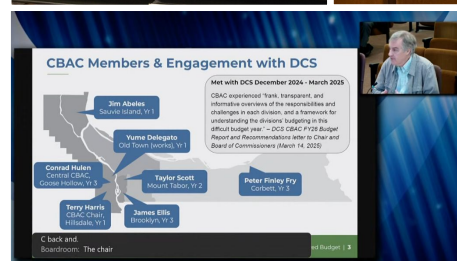 CBAC Members & Engagement with DCS
Met with DCS December 2024 - March 2025
CBAC experienced "frank, transparent, and
informative overviews of the responsibilities and
challenges in each division, and a framework for
understanding the divisions' budgeting in this
difficult budget year." – DCS CBAC FY26 Budget
Report and Recommendations letter to Chair and
Board of Commissioners (March 14, 2025)
Jim Abeles
Sauvie Island, Yr 1
Yume Delegato
Old Town (works), Yr 1
Conrad Hulen
Central CBAC,
Goose Hollow, Yr 3
Taylor Scott
Mount Tabor, Yr 2
Peter Finley Fry
Corbett, Yr 3
Terry Harris
CBAC Chair,
Hillsdale, Yr 1
James Ellis
Brooklyn, Yr 3
C back and.
Boardroom: The chair
ed Budget | 3